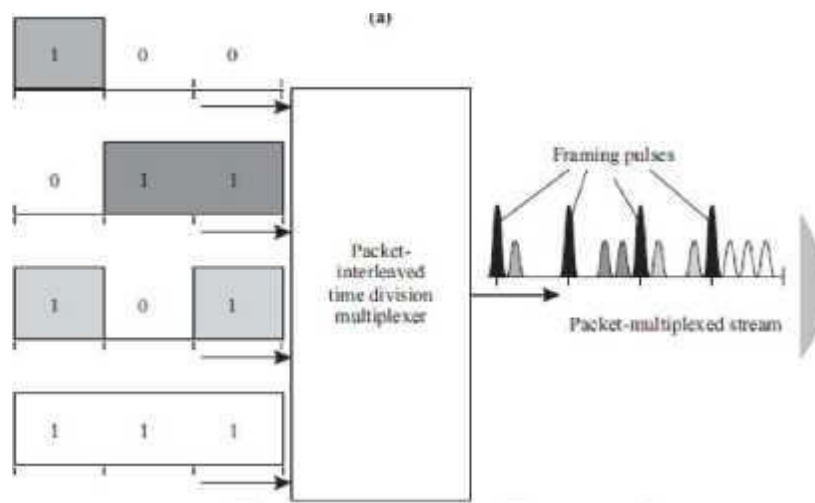 (a)
1 0 0
0 1 1
Framing pulses
Packet-
interleaved
time division
multiplexer
1 0 1
Packet-multiplexed stream
1 1 1